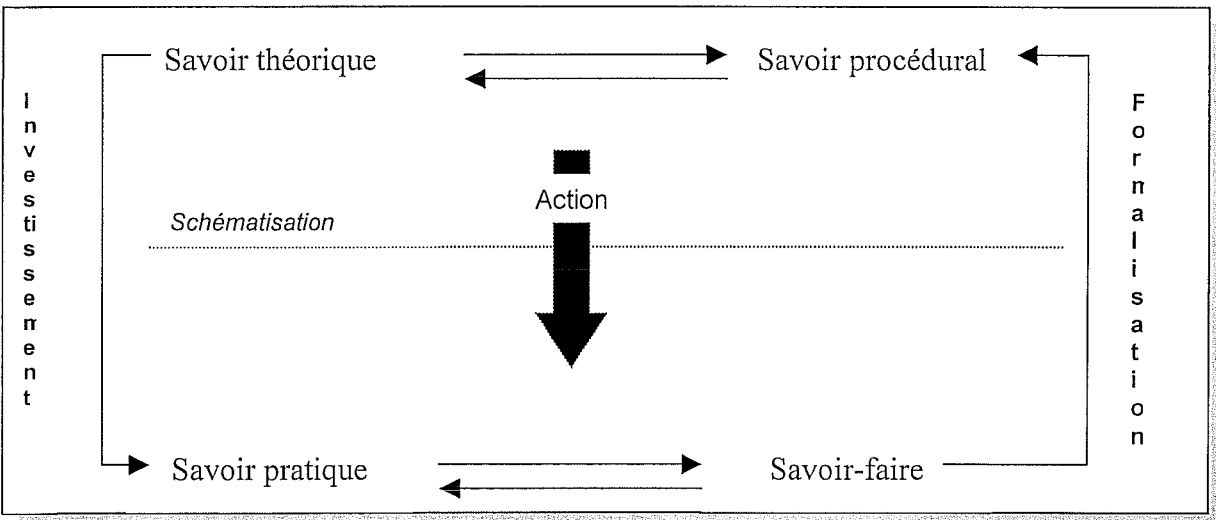 Savoir théorique
Savoir procédural
Investissement
Formalisation
Action
Schématisation
Savoir pratique
Savoir-faire